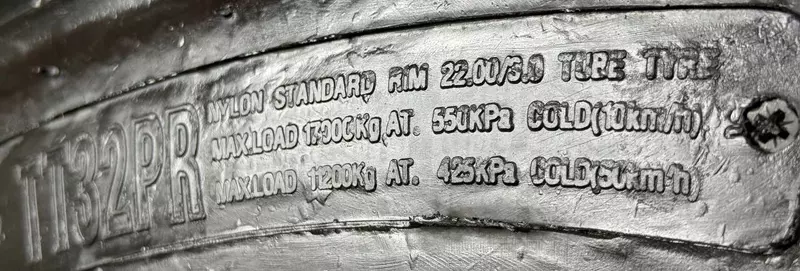 TT32PR
NYLON STANDARD RIM 22.00/3.0 TUBE TYPE
MAX.LOAD 17900Kg AT. 550KPa COLD(10km/h)
MAX.LOAD 11200Kg AT. 425KPa COLD(50km/h)